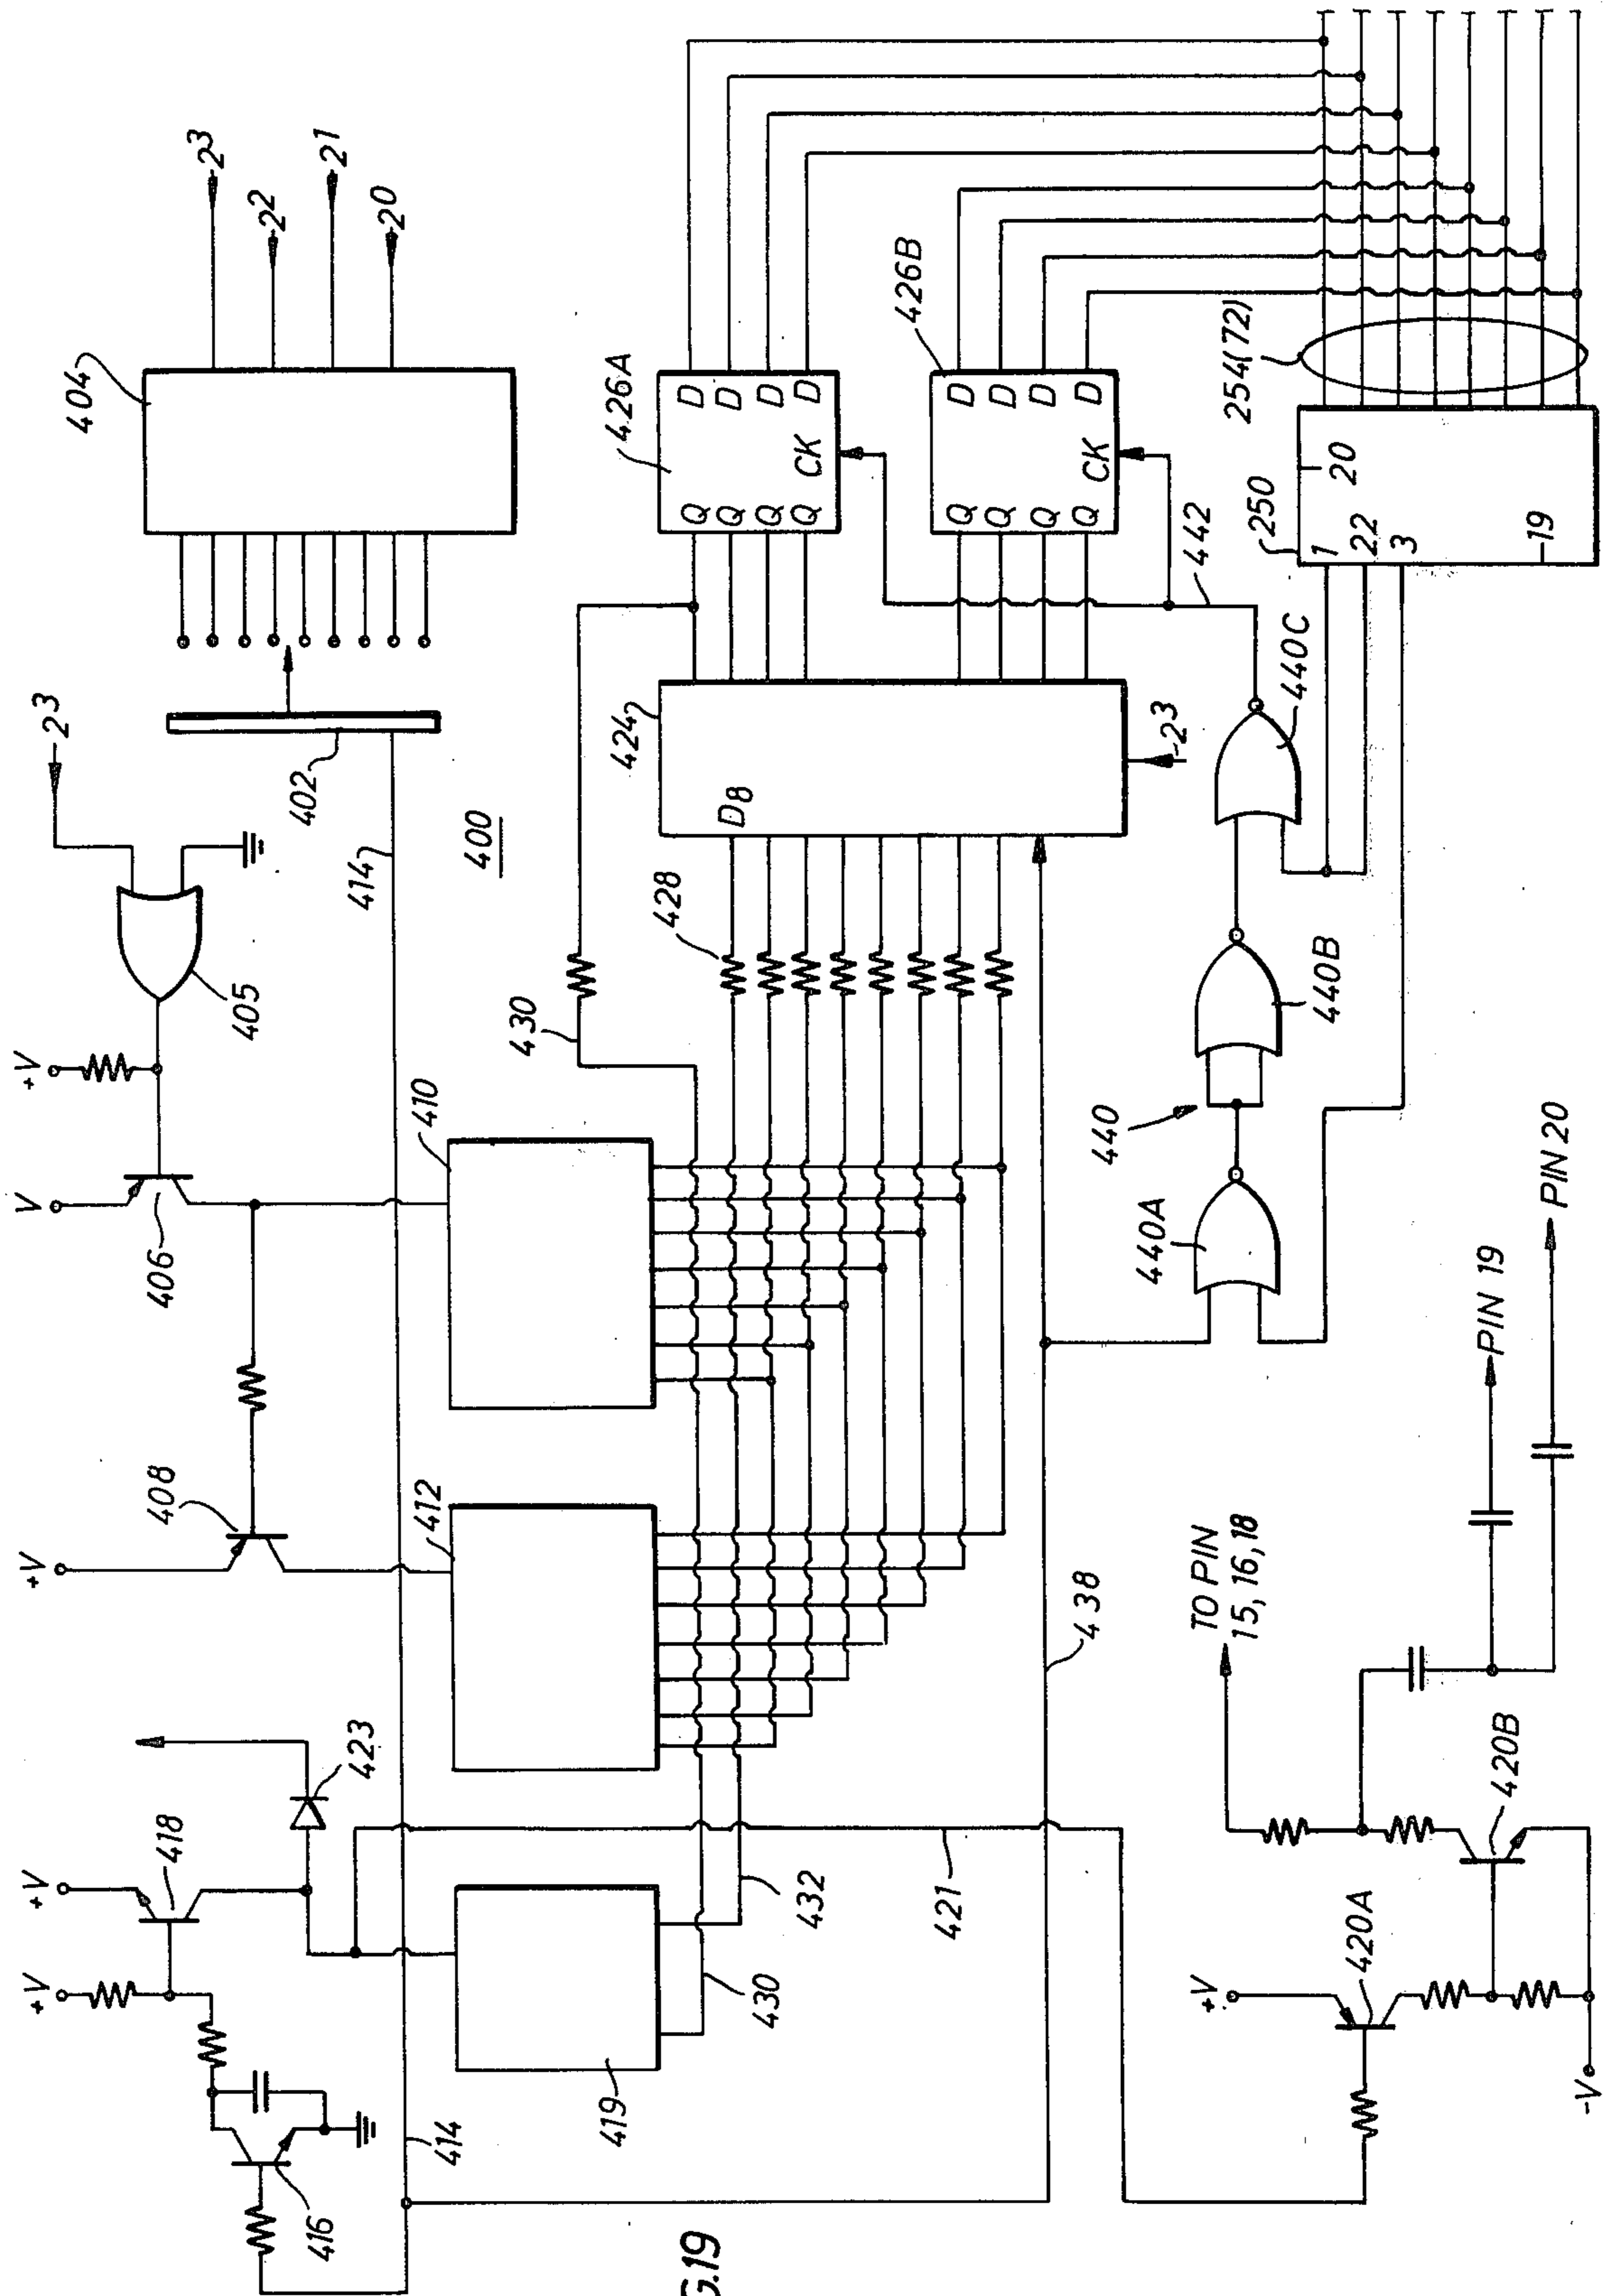 +V
+V
418
423
416
414
419
430
432
421
+V
408
412
V
406
+V
405
2³
410
402
414
400
404
2³
2²
2¹
2⁰
430
428
424
D8
2³
426A
Q
Q
Q
Q
D
D
D
D
CK
426B
Q
Q
Q
Q
D
D
D
D
CK
442
438
440A
440
440B
440C
250
1
22
3
20
19
254(72)
+V
420A
-V
420B
TO PIN
15, 16, 18
PIN 19
PIN 20
G.19